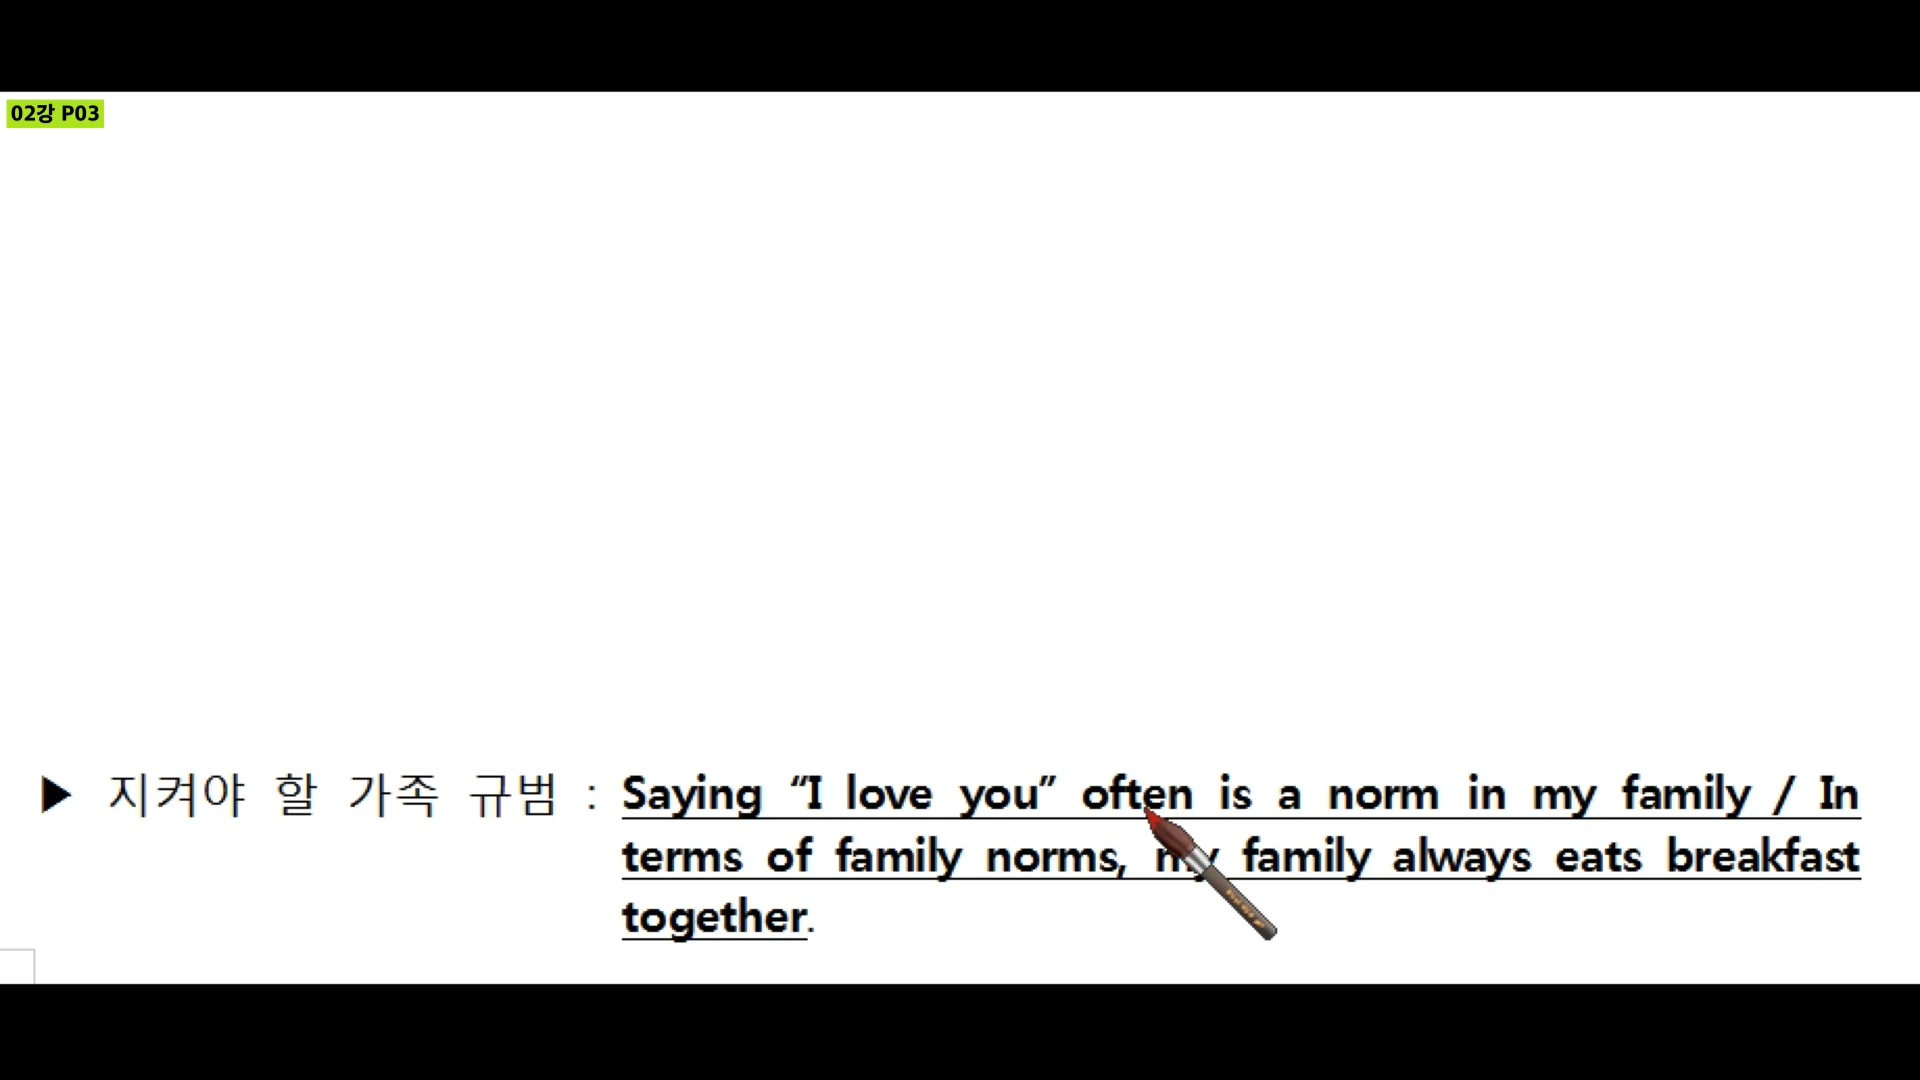 02강 P03
▶ 지켜야 할 가족 규범 : Saying “I love you” often is a norm in my family / In
terms of family norms, my family always eats breakfast
together.